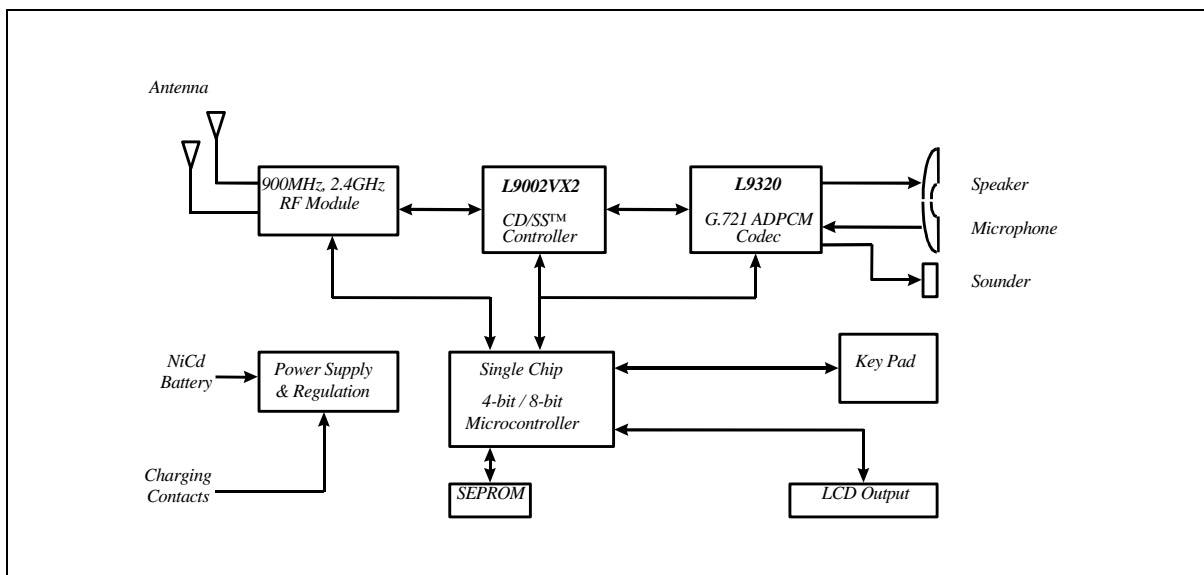 Antenna
900MHz, 2.4GHz
RF Module
L9002VX2
CD/SS™
Controller
L9320
G.721 ADPCM
Codec
Speaker
Microphone
Sounder
NiCd
Battery
Power Supply
& Regulation
Single Chip
4-bit / 8-bit
Microcontroller
Key Pad
Charging
Contacts
SEPROM
LCD Output